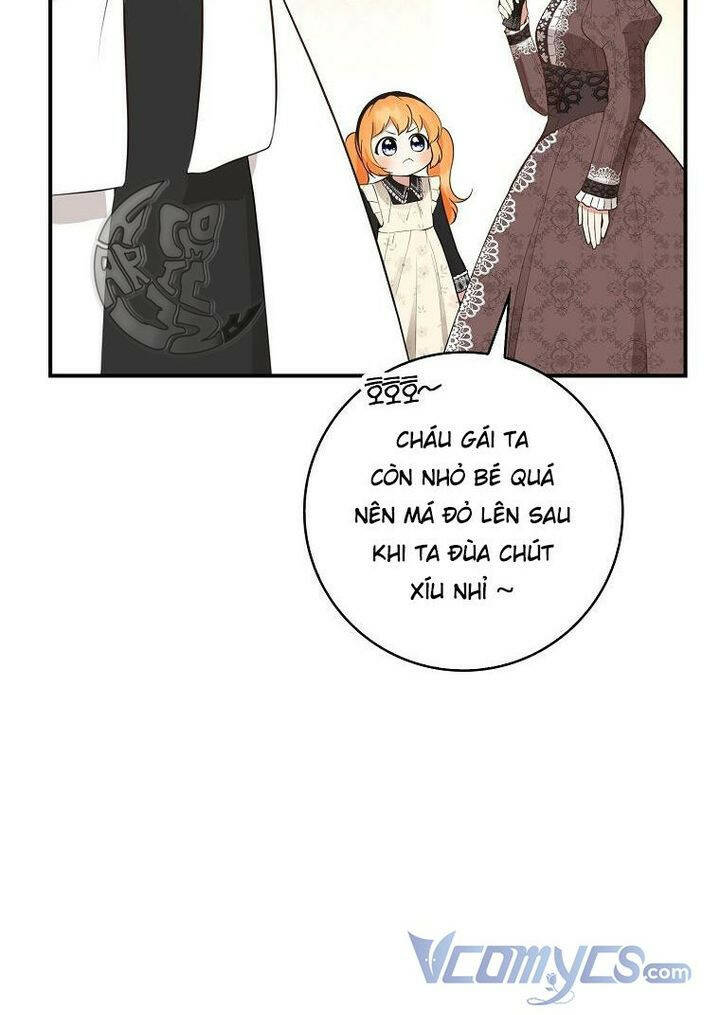 호호호~
CHÁU GÁI TA
CÒN NHỎ BÉ QUÁ
NÊN MÁ ĐỎ LÊN SAU
KHI TA ĐÙA CHÚT
XÍU NHỈ ~
VCOMYCS.com